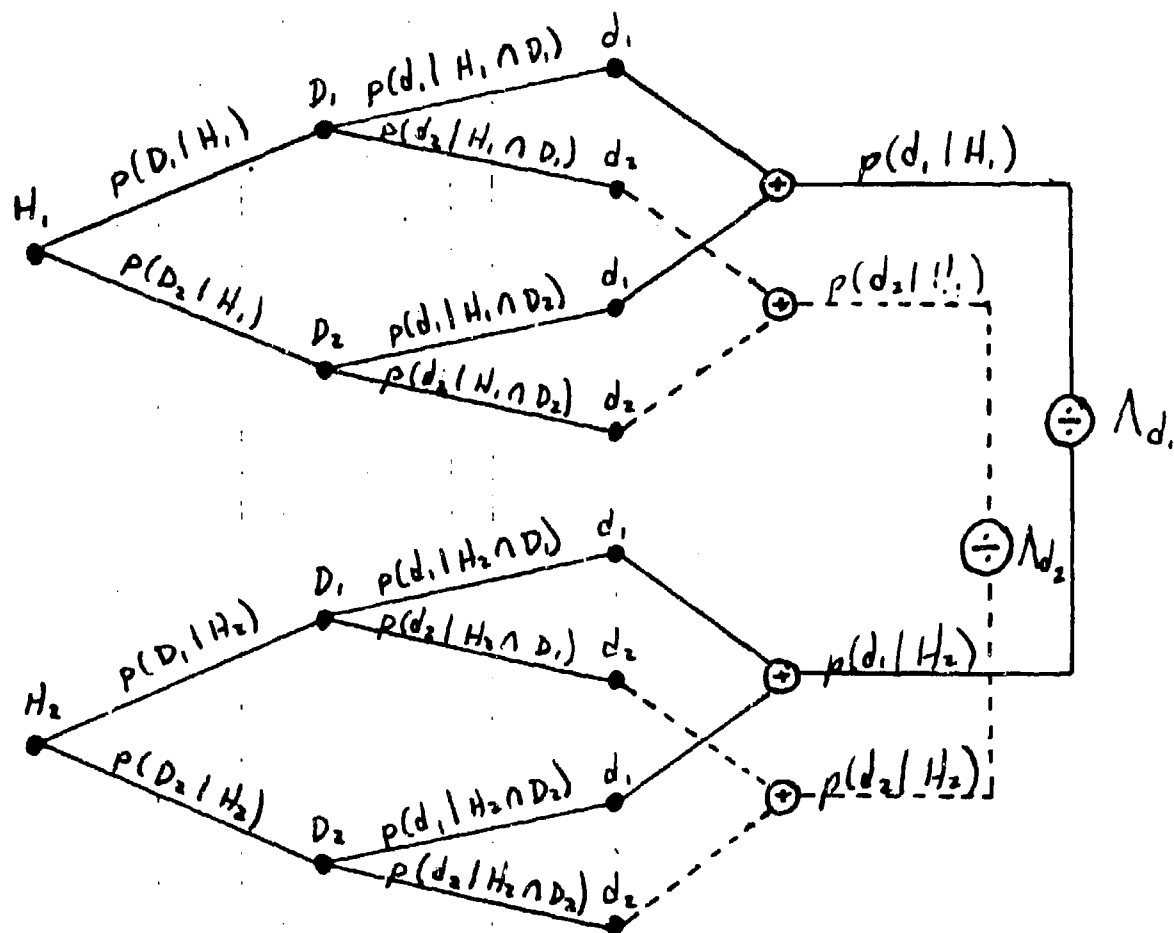 d₁
p(d₁ | H₁ ∩ D₁)
D₁
p(d₂ | H₁ ∩ D₁)
d₂
p(D₁ | H₁)
p(d₁ | H₁)
H₁
p(D₂ | H₁)
d₁
p(d₁ | H₁ ∩ D₂)
D₂
p(d₂ | H₁ ∩ D₂)
d₂
p(d₂ | H₁)
÷ Λd₁
÷ Λd₂
d₁
p(d₁ | H₂ ∩ D₁)
D₁
p(d₂ | H₂ ∩ D₁)
d₂
p(D₁ | H₂)
p(d₁ | H₂)
H₂
p(D₂ | H₂)
d₁
p(d₁ | H₂ ∩ D₂)
D₂
p(d₂ | H₂ ∩ D₂)
d₂
p(d₂ | H₂)